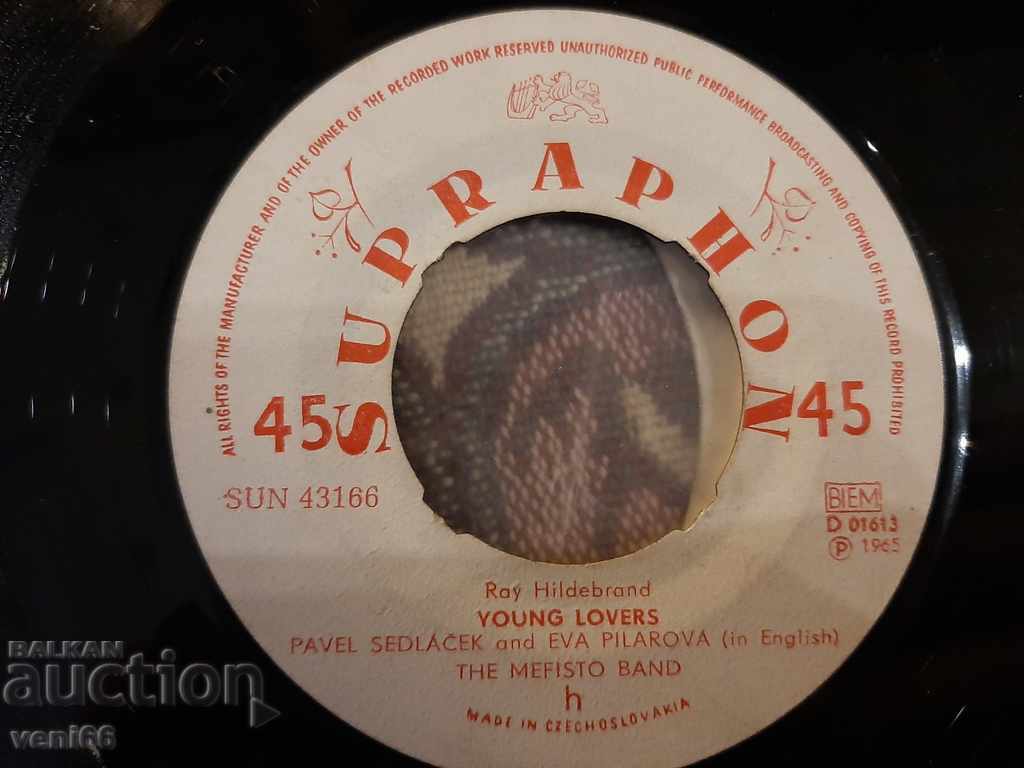 ALL RIGHTS OF THE MANUFACTURER AND OF THE OWNER OF THE RECORDED WORK RESERVED UNAUTHORIZED PUBLIC PERFORMANCE BROADCASTING AND COPYING OF THIS RECORD PROHIBITED
SUPRAPHON
45 45
SUN 43166
BIEM
D 01613
Ⓟ 1965
Ray Hildebrand
YOUNG LOVERS
PAVEL SEDLÁČEK and EVA PILAROVÁ (in English)
THE MEFISTO BAND
h
MADE IN CZECHOSLOVAKIA
BALKAN
auction
veni66